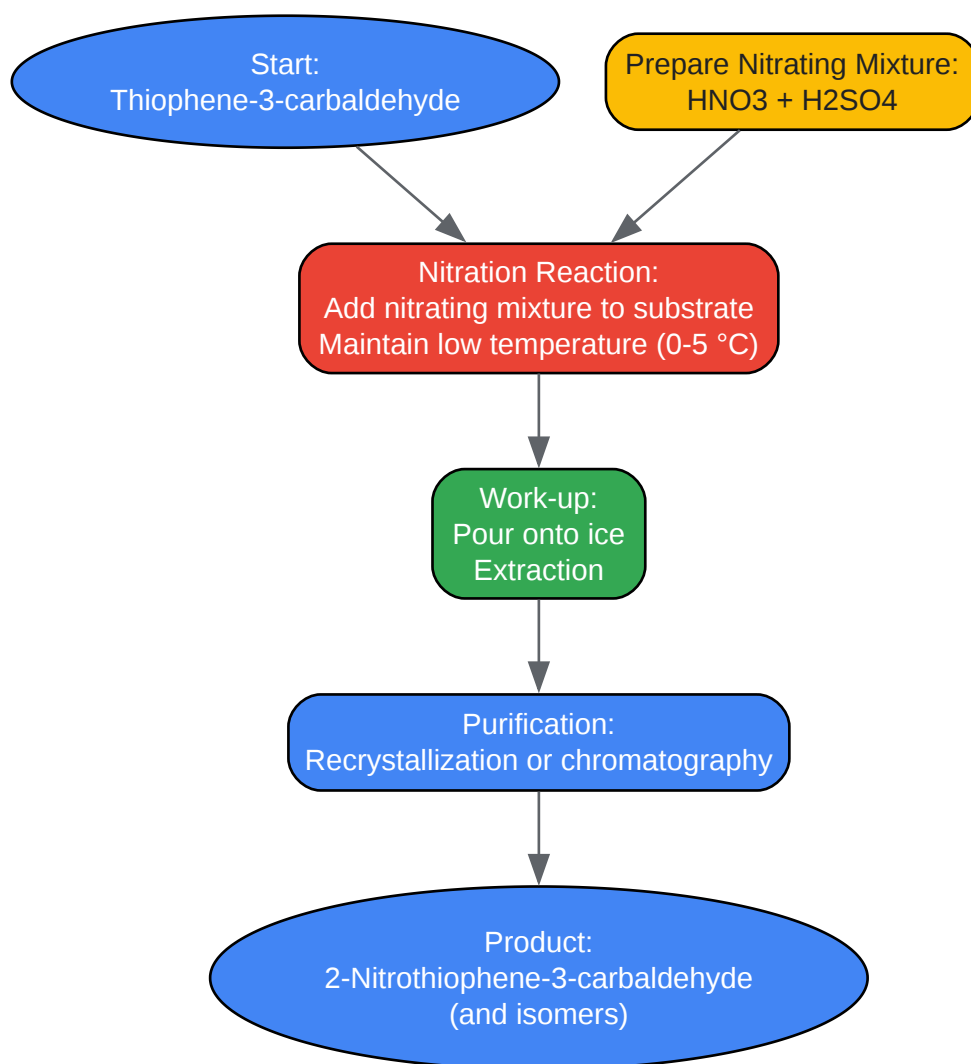 Start:
Thiophene-3-carbaldehyde
Prepare Nitrating Mixture:
HNO3 + H2SO4
Nitration Reaction:
Add nitrating mixture to substrate
Maintain low temperature (0-5 °C)
Work-up:
Pour onto ice
Extraction
Purification:
Recrystallization or chromatography
Product:
2-Nitrothiophene-3-carbaldehyde
(and isomers)